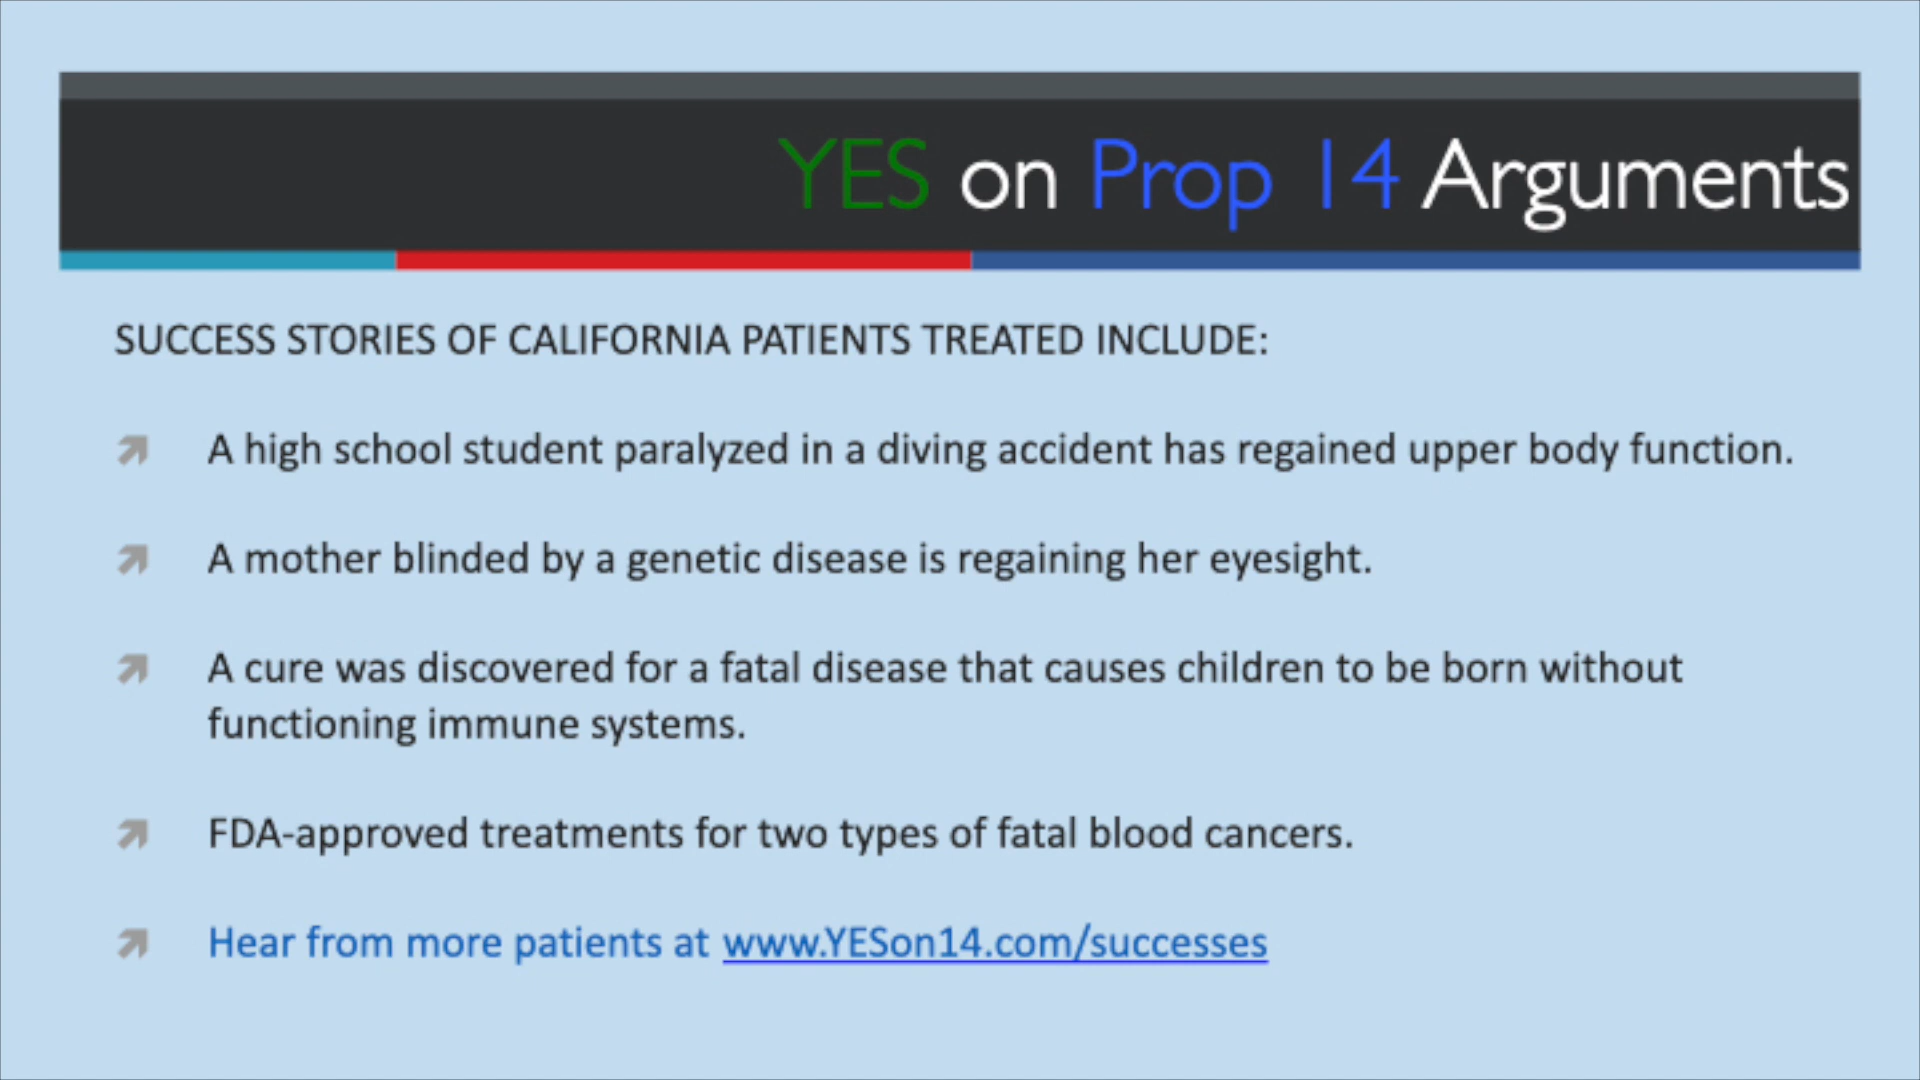 YES on Prop 14 Arguments
SUCCESS STORIES OF CALIFORNIA PATIENTS TREATED INCLUDE:
A high school student paralyzed in a diving accident has regained upper body function.
A mother blinded by a genetic disease is regaining her eyesight.
A cure was discovered for a fatal disease that causes children to be born without
functioning immune systems.
FDA-approved treatments for two types of fatal blood cancers.
Hear from more patients at www.YESon14.com/successes